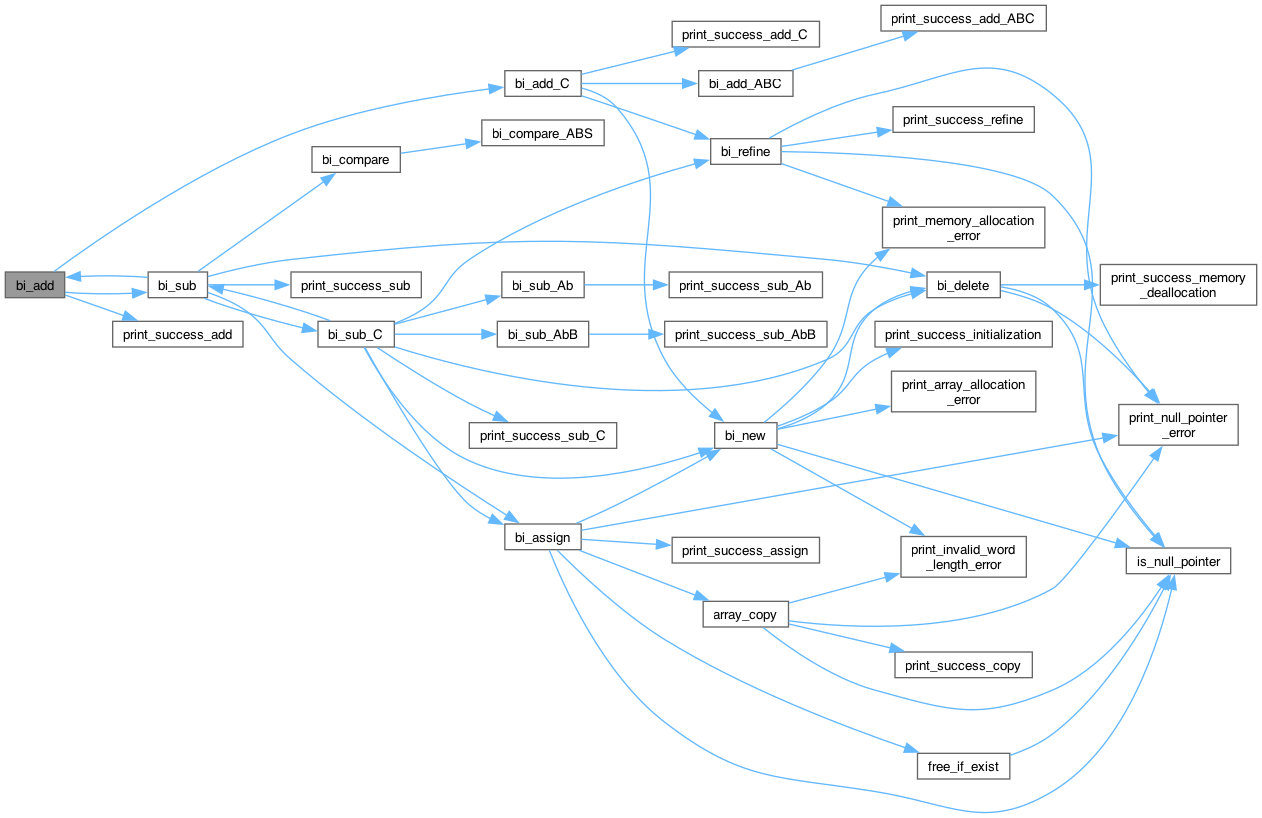 print_success_add_ABC
print_success_add_C
bi_add_C
bi_add_ABC
print_success_refine
bi_compare_ABS
bi_compare
bi_refine
print_memory_allocation
_error
bi_add
bi_sub
print_success_sub
bi_sub_Ab
print_success_sub_Ab
bi_delete
print_success_memory
_deallocation
print_success_add
bi_sub_C
bi_sub_AbB
print_success_sub_AbB
print_success_initialization
print_array_allocation
_error
print_null_pointer
_error
print_success_sub_C
bi_new
bi_assign
print_success_assign
print_invalid_word
_length_error
is_null_pointer
array_copy
print_success_copy
free_if_exist